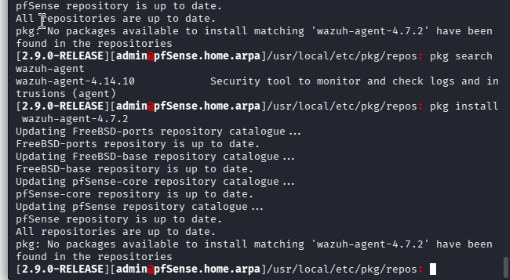 pfSense repository is up to date.
All repositories are up to date.
pkg: No packages available to install matching 'wazuh-agent-4.7.2' have been
found in the repositories
[2.9.0-RELEASE][admin@pfSense.home.arpa]/usr/local/etc/pkg/repos: pkg search
wazuh-agent
wazuh-agent-4.14.10            Security tool to monitor and check logs and in
trusions (agent)
[2.9.0-RELEASE][admin@pfSense.home.arpa]/usr/local/etc/pkg/repos: pkg install
 wazuh-agent-4.7.2
Updating FreeBSD-ports repository catalogue...
FreeBSD-ports repository is up to date.
Updating FreeBSD-base repository catalogue...
FreeBSD-base repository is up to date.
Updating pfSense-core repository catalogue...
pfSense-core repository is up to date.
Updating pfSense repository catalogue...
pfSense repository is up to date.
All repositories are up to date.
pkg: No packages available to install matching 'wazuh-agent-4.7.2' have been
found in the repositories
[2.9.0-RELEASE][admin@pfSense.home.arpa]/usr/local/etc/pkg/repos: